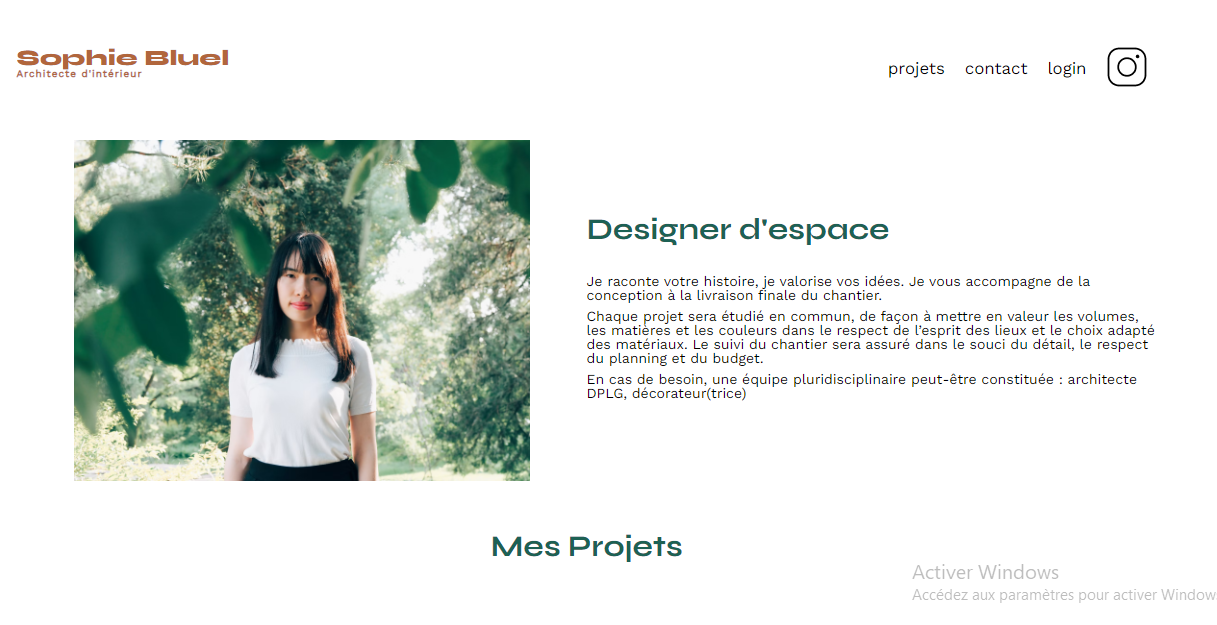 Sophie Bluel
Architecte d'intérieur
projets contact login
Designer d'espace
Je raconte votre histoire, je valorise vos idées. Je vous accompagne de la
conception à la livraison finale du chantier.
Chaque projet sera étudié en commun, de façon à mettre en valeur les volumes,
les matières et les couleurs dans le respect de l’esprit des lieux et le choix adapté
des matériaux. Le suivi du chantier sera assuré dans le souci du détail, le respect
du planning et du budget.
En cas de besoin, une équipe pluridisciplinaire peut-être constituée : architecte
DPLG, décorateur(trice)
Mes Projets
Activer Windows
Accédez aux paramètres pour activer Window